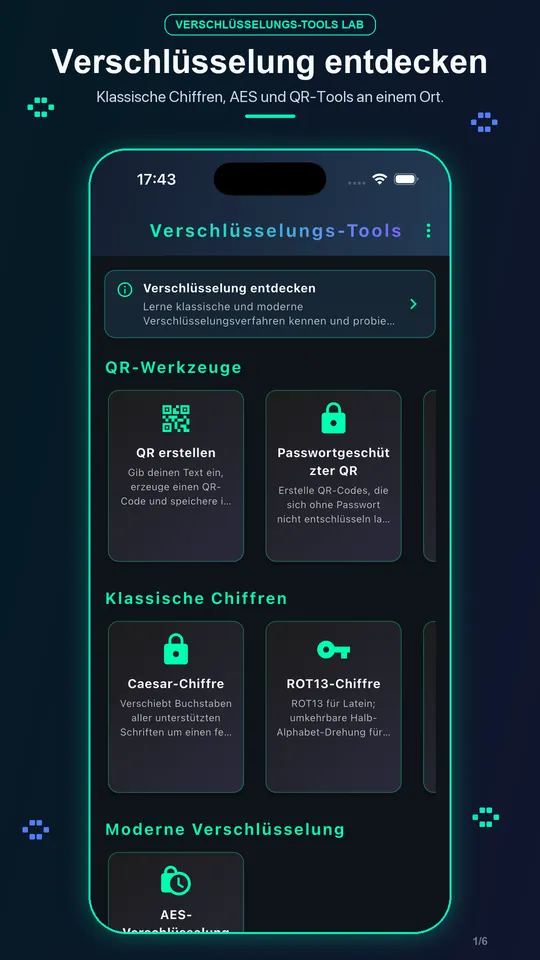 VERSCHLÜSSELUNGS-TOOLS LAB
Verschlüsselung entdecken
Klassische Chiffren, AES und QR-Tools an einem Ort.
17:43
Verschlüsselungs-Tools
Verschlüsselung entdecken
Lerne klassische und moderne
Verschlüsselungsverfahren kennen und probie...
QR-Werkzeuge
QR erstellen
Gib deinen Text ein,
erzeuge einen QR-
Code und speichere i...
Passwortgeschüt
zter QR
Erstelle QR-Codes, die
sich ohne Passwort
nicht entschlüsseln la...
Klassische Chiffren
Caesar-Chiffre
Verschiebt Buchstaben
aller unterstützten
Schriften um einen fe...
ROT13-Chiffre
ROT13 für Latein;
umkehrbare Halb-
Alphabet-Drehung für...
Moderne Verschlüsselung
AES-
Verschlüsselung
1/6